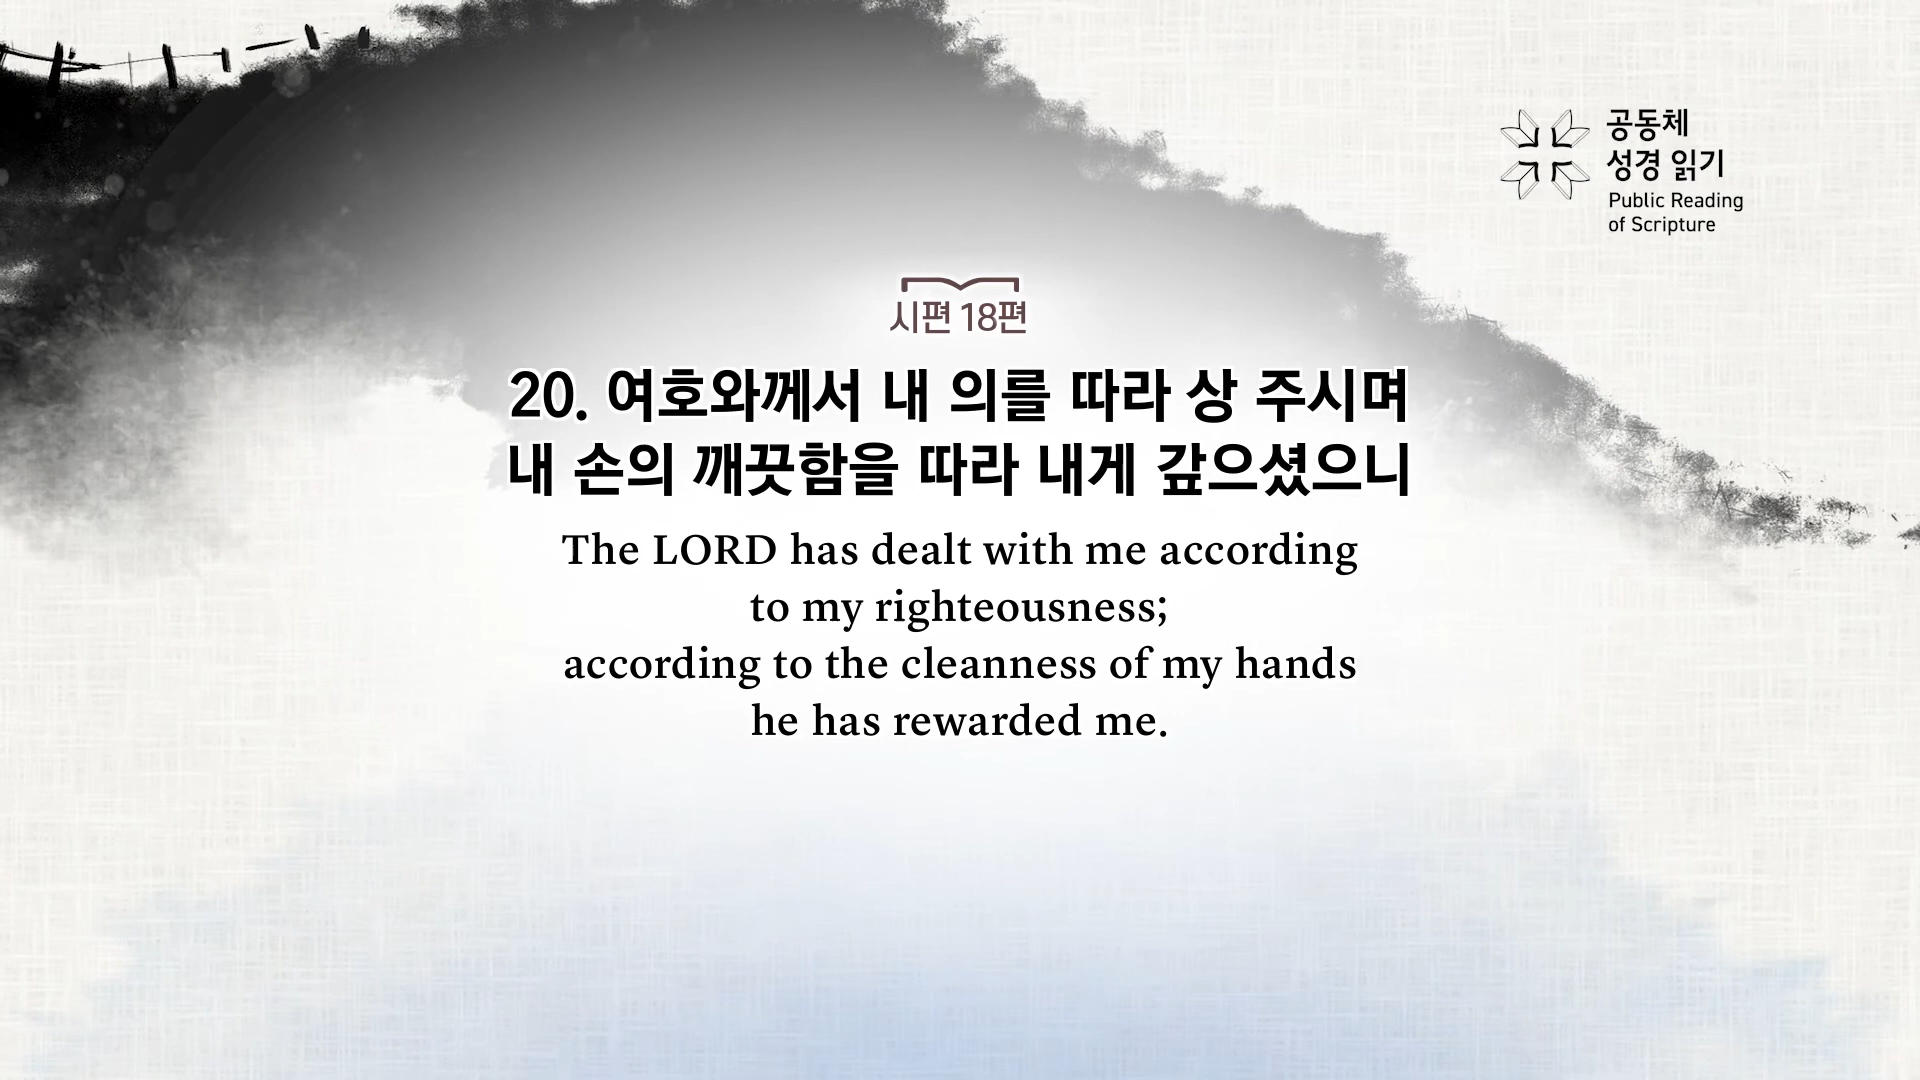 공동체
성경 읽기
Public Reading
of Scripture
시편 18편
20. 여호와께서 내 의를 따라 상 주시며
내 손의 깨끗함을 따라 내게 갚으셨으니
The LORD has dealt with me according
to my righteousness;
according to the cleanness of my hands
he has rewarded me.